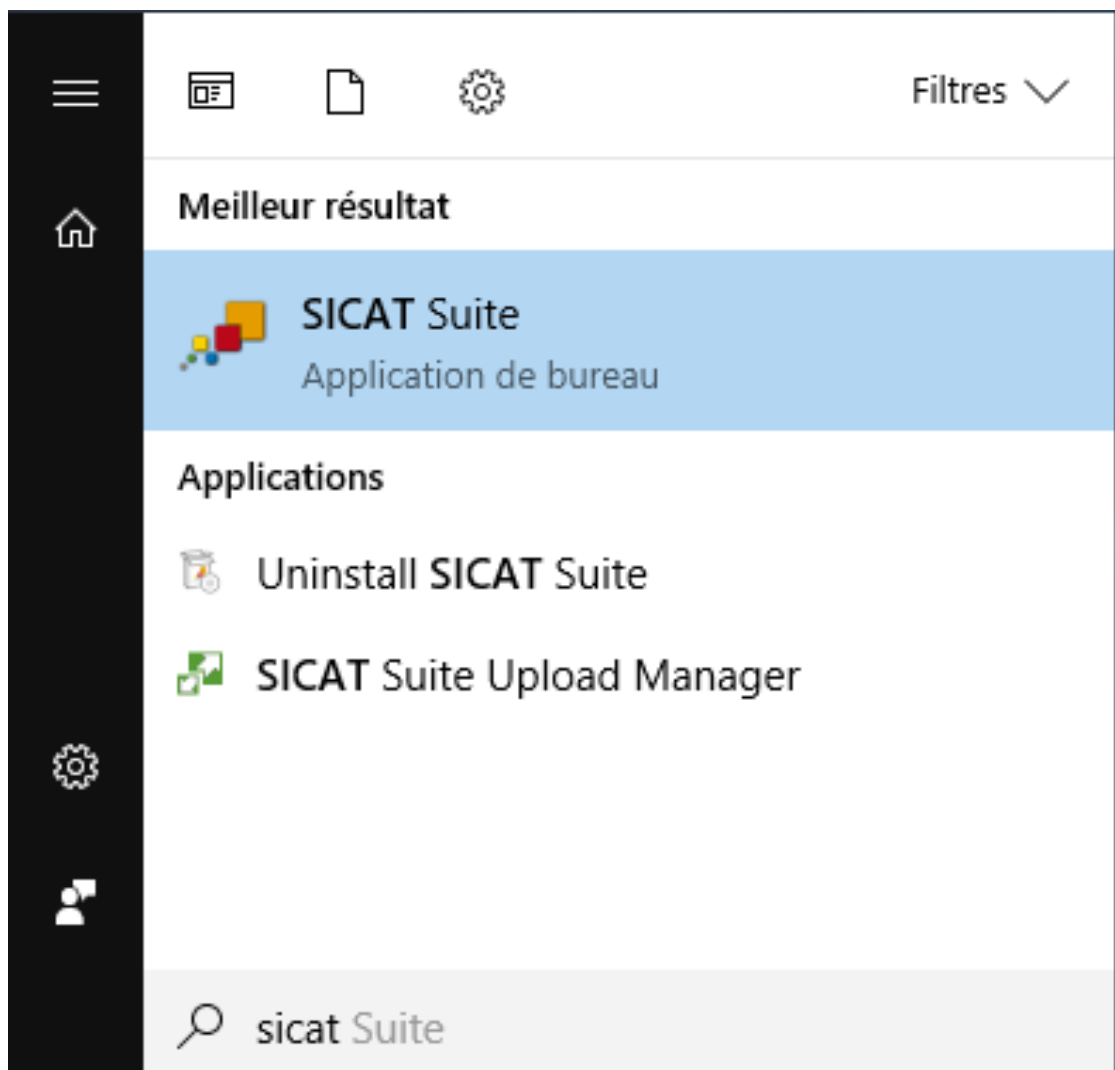 Filtres
Meilleur résultat
SICAT Suite
Application de bureau
Applications
Uninstall SICAT Suite
SICAT Suite Upload Manager
sicat Suite